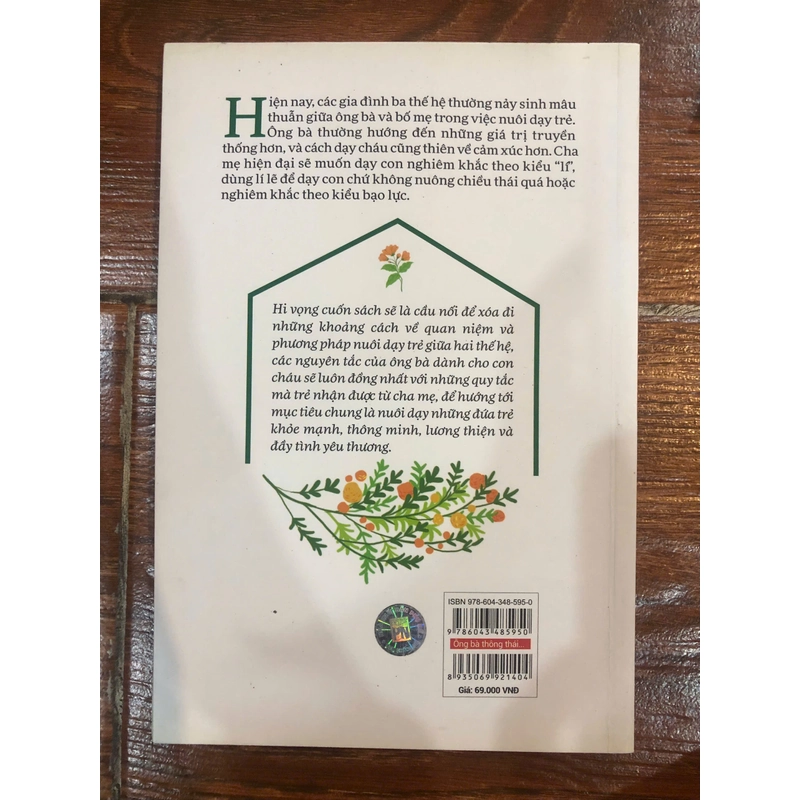 Hiện nay, các gia đình ba thế hệ thường nảy sinh mâu
thuẫn giữa ông bà và bố mẹ trong việc nuôi dạy trẻ.
Ông bà thường hướng đến những giá trị truyền
thống hơn, và cách dạy cháu cũng thiên về cảm xúc hơn. Cha
mẹ hiện đại sẽ muốn dạy con nghiêm khắc theo kiểu “lí”,
dùng lí lẽ để dạy con chứ không nuông chiều thái quá hoặc
nghiêm khắc theo kiểu bạo lực.
Hi vọng cuốn sách sẽ là cầu nối để xóa đi
những khoảng cách về quan niệm và
phương pháp nuôi dạy trẻ giữa hai thế hệ,
các nguyên tắc của ông bà dành cho con
cháu sẽ luôn đồng nhất với những quy tắc
mà trẻ nhận được từ cha mẹ, để hướng tới
mục tiêu chung là nuôi dạy những đứa trẻ
khỏe mạnh, thông minh, lương thiện và
đầy tình yêu thương.
ISBN 978-604-348-595-0
9 786043 485950
Ông bà thông thái...
8 935069 921404
Giá: 69.000 VNĐ